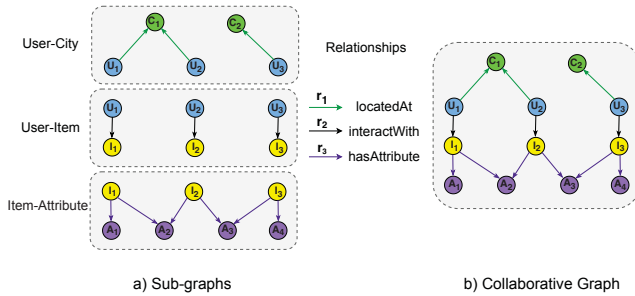 User-City
C1 C2
U1 U2 U3
User-Item
U1 U2 U3
I1 I2 I3
Item-Attribute
I1 I2 I3
A1 A2 A3 A4
a) Sub-graphs
Relationships
r1 locatedAt
r2 interactWith
r3 hasAttribute
C1 C2
U1 U2 U3
I1 I2 I3
A1 A2 A3 A4
b) Collaborative Graph